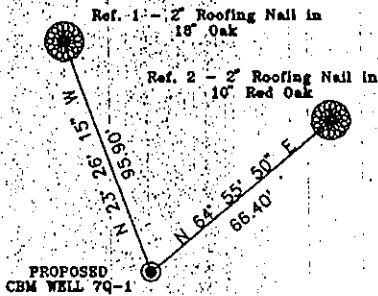 Ref. 1 - 2" Roofing Nail in
18" Oak
Ref. 2 - 2" Roofing Nail in
10" Red Oak
N 23° 26' 15" W
95.90'
N 64° 55' 50" E
66.40'
PROPOSED
CBM WELL 7Q-1